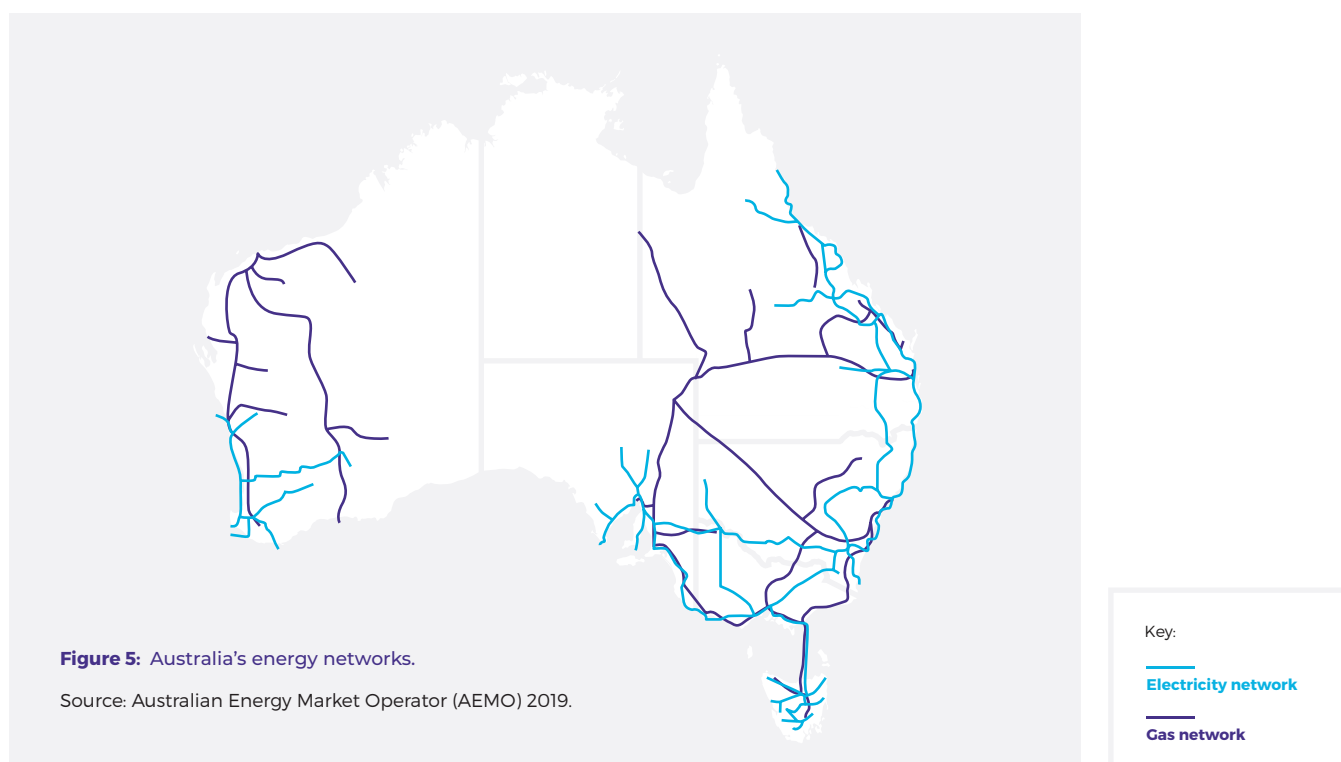 Figure 5: Australia’s energy networks.
Source: Australian Energy Market Operator (AEMO) 2019.
Key:
Electricity network
Gas network